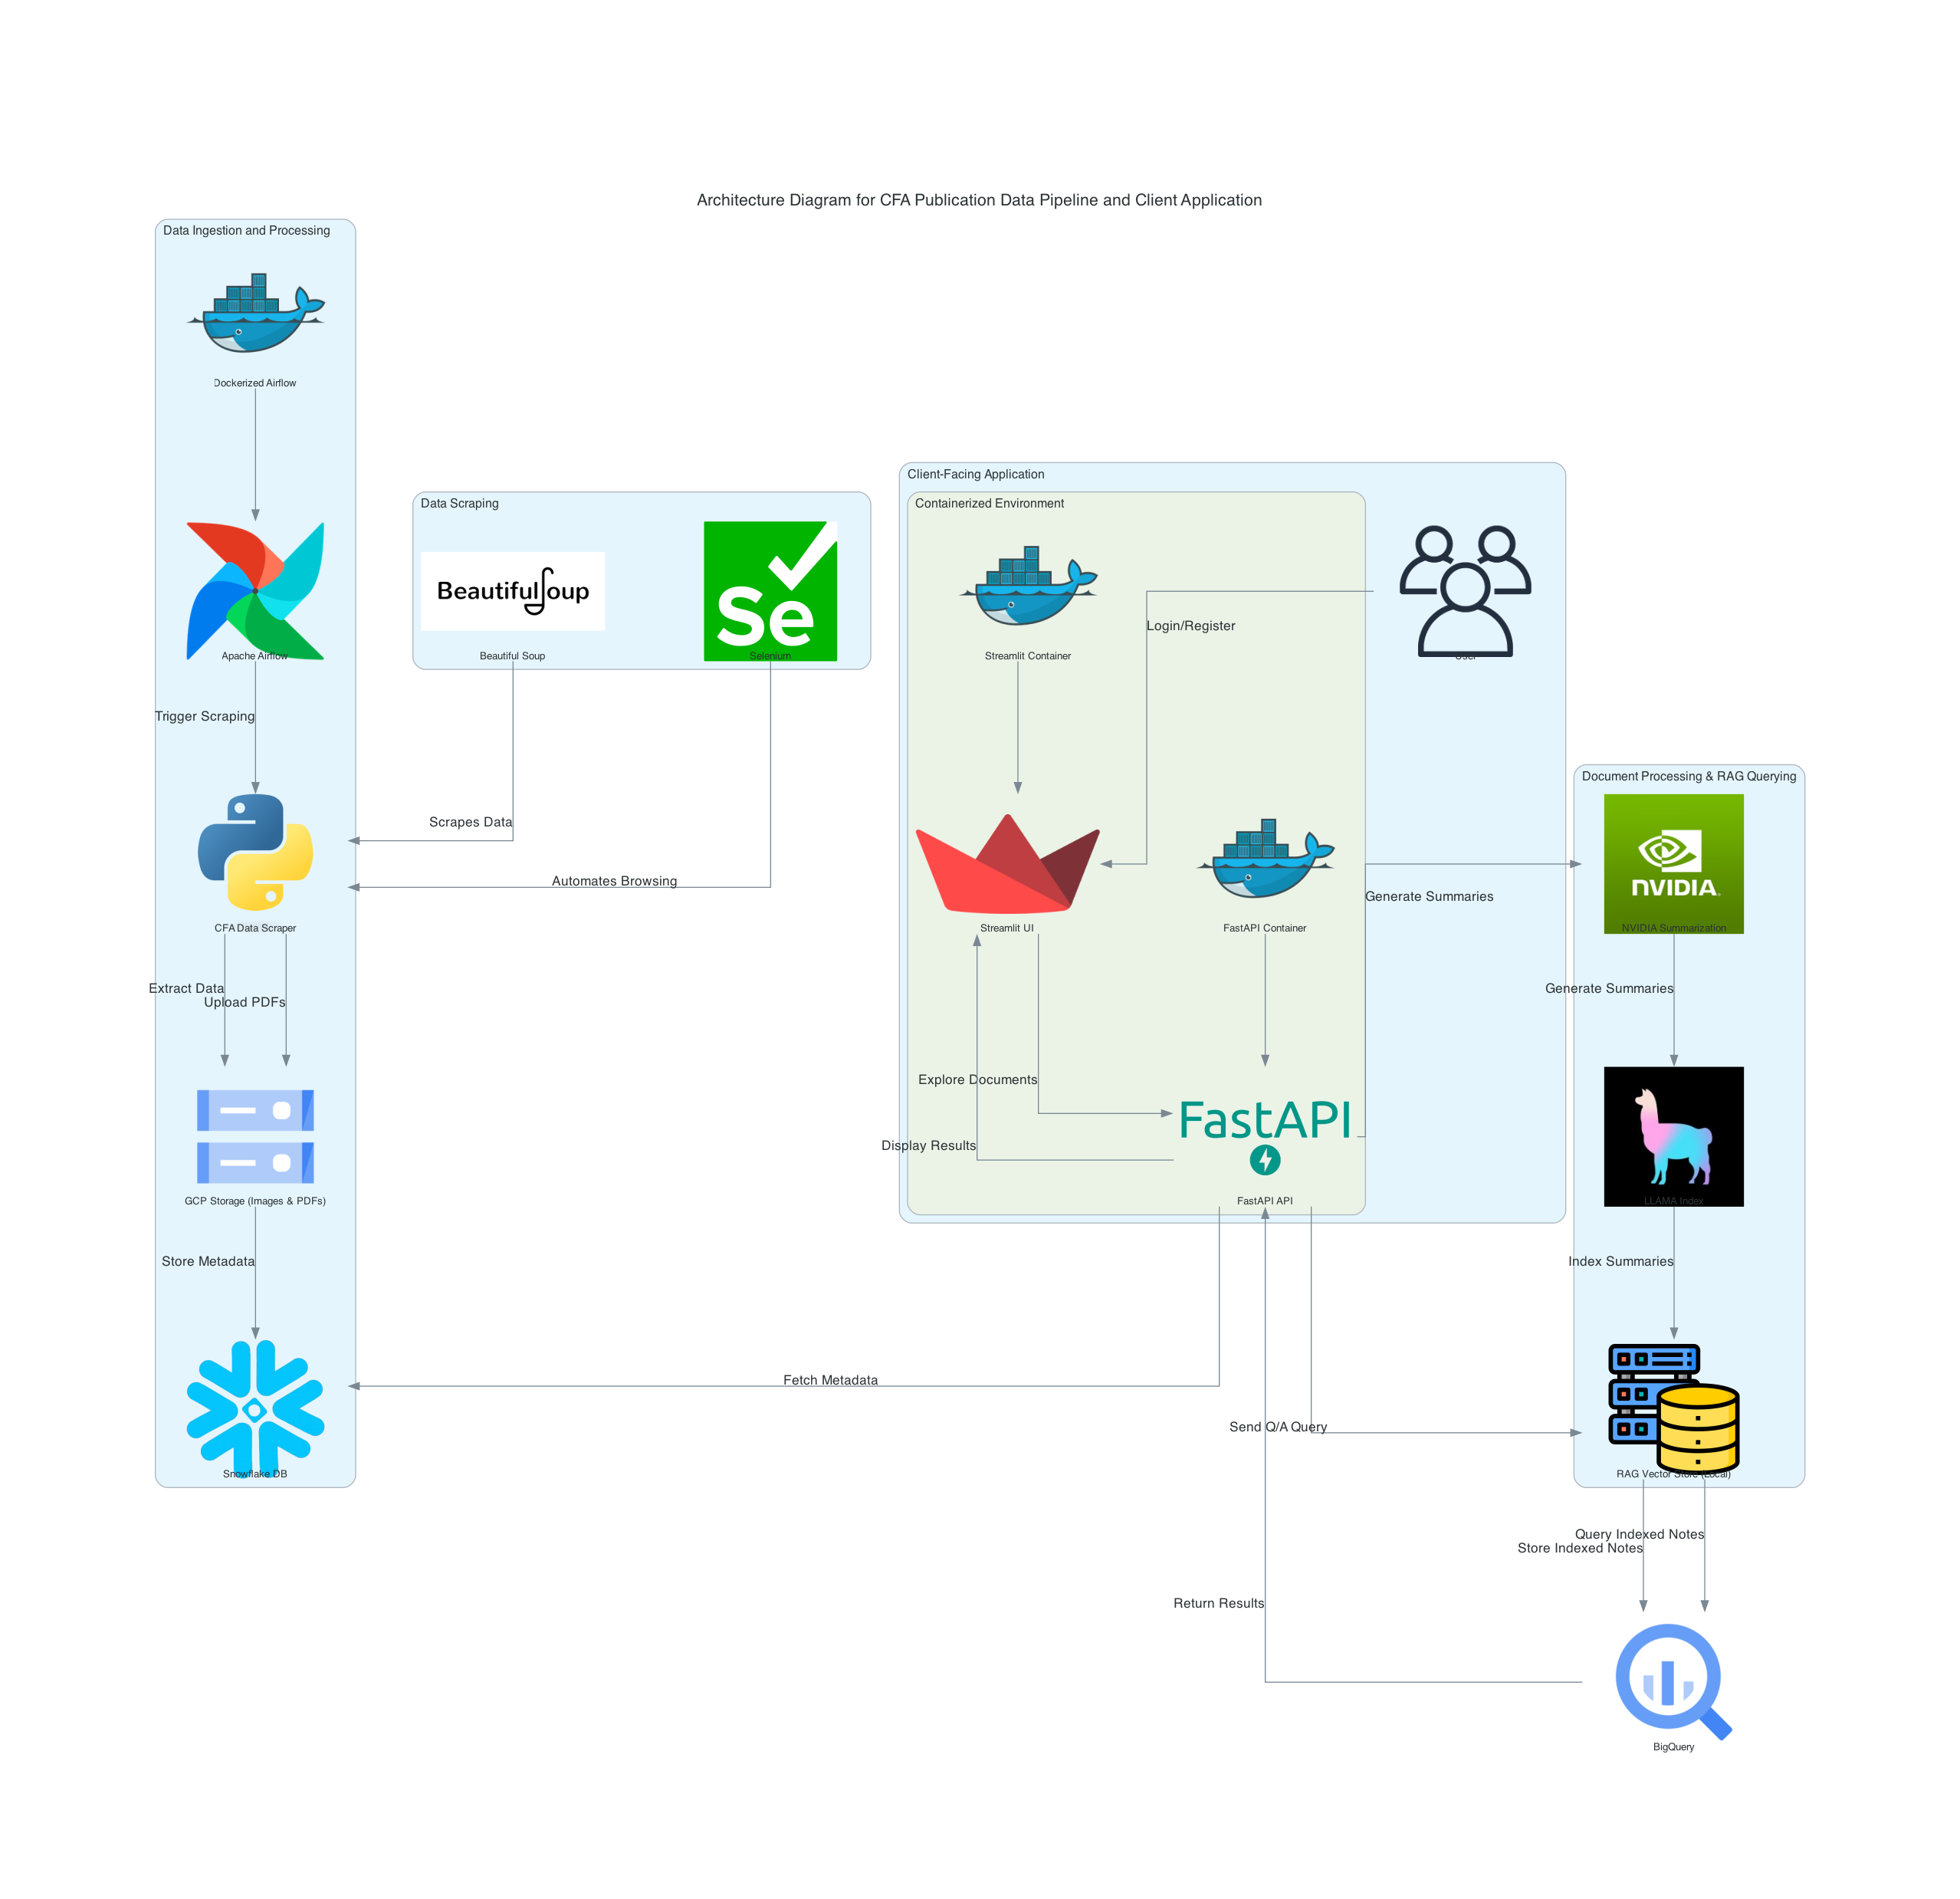 Architecture Diagram for CFA Publication Data Pipeline and Client Application
Data Ingestion and Processing
Dockerized Airflow
Apache Airflow
Trigger Scraping
CFA Data Scraper
Extract Data
Upload PDFs
GCP Storage (Images & PDFs)
Store Metadata
Snowflake DB
Data Scraping
BeautifulSoup
Beautiful Soup
Se
Selenium
Scrapes Data
Automates Browsing
Client-Facing Application
Containerized Environment
Streamlit Container
Login/Register
User
Streamlit UI
FastAPI Container
Generate Summaries
Explore Documents
Display Results
FastAPI
FastAPI API
Fetch Metadata
Send Q/A Query
Return Results
Document Processing & RAG Querying
NVIDIA
NVIDIA Summarization
Generate Summaries
LLAMA Index
Index Summaries
RAG Vector Store (Local)
Query Indexed Notes
Store Indexed Notes
BigQuery